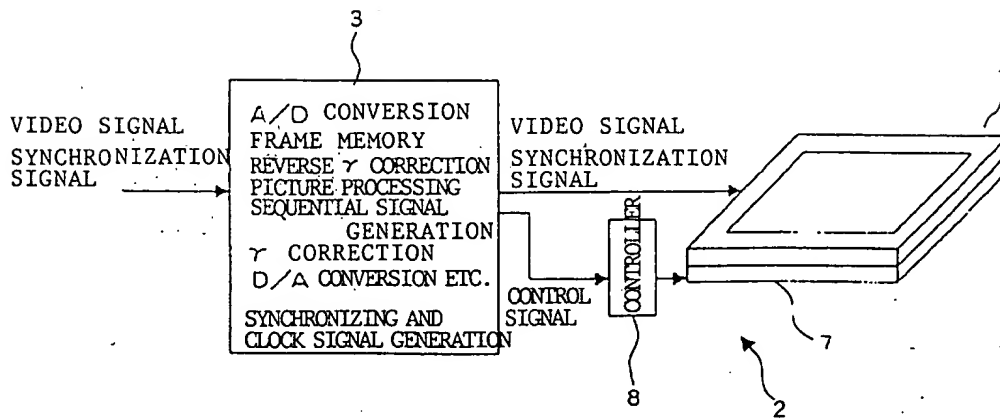 3
A/D CONVERSION
FRAME MEMORY
REVERSE γ CORRECTION
PICTURE PROCESSING
SEQUENTIAL SIGNAL
GENERATION
γ CORRECTION
D/A CONVERSION ETC.
SYNCHRONIZING AND
CLOCK SIGNAL GENERATION
VIDEO SIGNAL
SYNCHRONIZATION
SIGNAL
VIDEO SIGNAL
SYNCHRONIZATION
SIGNAL
CONTROL
SIGNAL
CONTROLLER
8
7
2